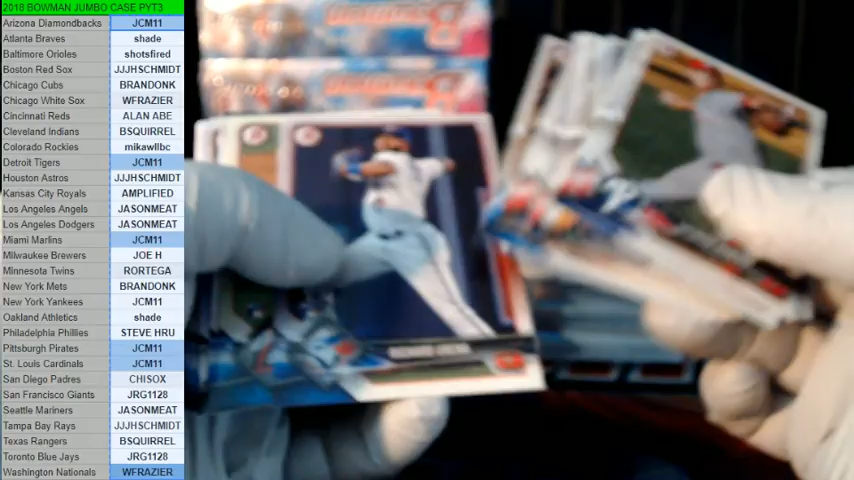 2018 BOWMAN JUMBO CASE PYT3
Arizona Diamondbacks JCM11
Atlanta Braves shade
Baltimore Orioles shotsfired
Boston Red Sox JJJHSCHMIDT
Chicago Cubs BRANDONK
Chicago White Sox WFRAZIER
Cincinnati Reds ALAN ABE
Cleveland Indians BSQUIRREL
Colorado Rockies mikawllbc
Detroit Tigers JCM11
Houston Astros JJJHSCHMIDT
Kansas City Royals AMPLIFIED
Los Angeles Angels JASONMEAT
Los Angeles Dodgers JASONMEAT
Miami Marlins JCM11
Milwaukee Brewers JOE H
Minnesota Twins RORTEGA
New York Mets BRANDONK
New York Yankees JCM11
Oakland Athletics shade
Philadelphia Phillies STEVE HRU
Pittsburgh Pirates JCM11
St. Louis Cardinals JCM11
San Diego Padres CHISOX
San Francisco Giants JRG1128
Seattle Mariners JASONMEAT
Tampa Bay Rays JJJHSCHMIDT
Texas Rangers BSQUIRREL
Toronto Blue Jays JRG1128
Washington Nationals WFRAZIER
Bowman
Bowman